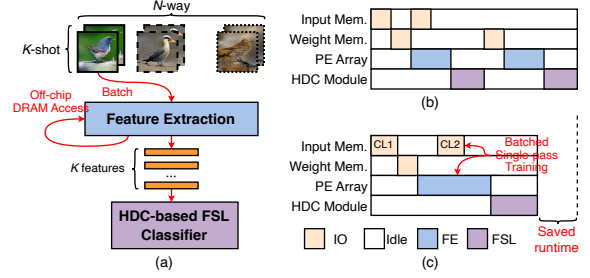 N-way
K-shot
Off-chip
DRAM Access
Batch
Feature Extraction
K features
...
HDC-based FSL
Classifier
(a)
Input Mem.
Weight Mem.
PE Array
HDC Module
(b)
Input Mem.
CL1
CL2
Weight Mem.
PE Array
HDC Module
Batched
Single-pass
Training
Saved
runtime
IO
Idle
FE
FSL
(c)